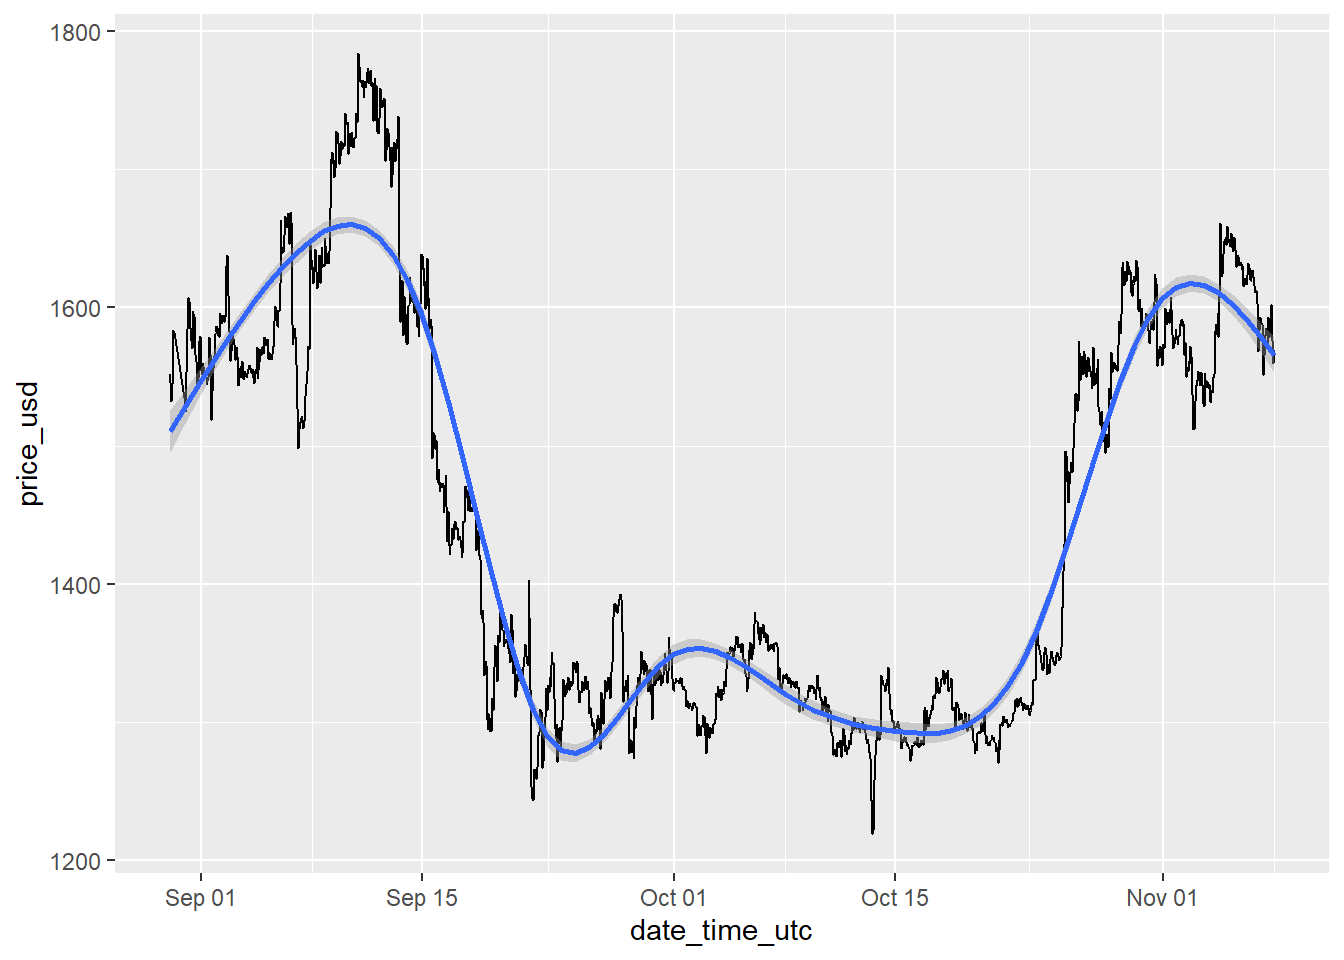 1800
1600
1400
1200
price_usd
Sep 01
Sep 15
Oct 01
Oct 15
Nov 01
date_time_utc